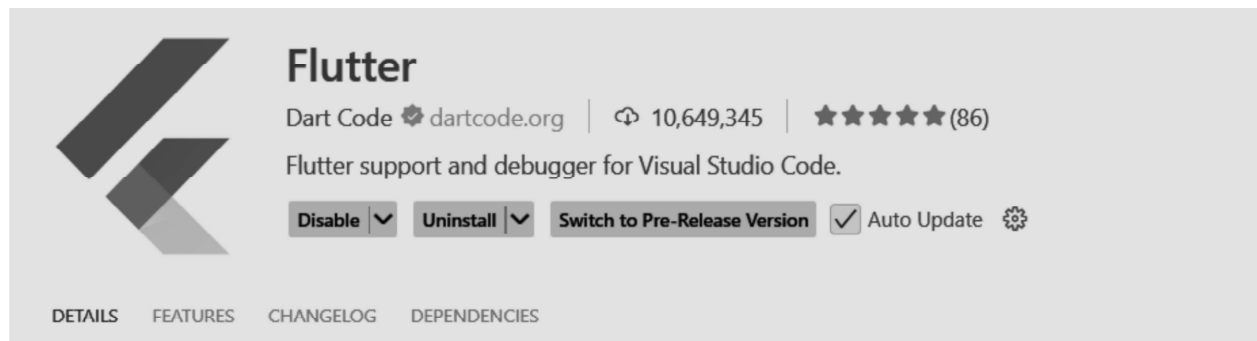 Flutter
Dart Code dartcode.org 10,649,345 (86)
Flutter support and debugger for Visual Studio Code.
Disable Uninstall Switch to Pre-Release Version Auto Update
DETAILS FEATURES CHANGELOG DEPENDENCIES